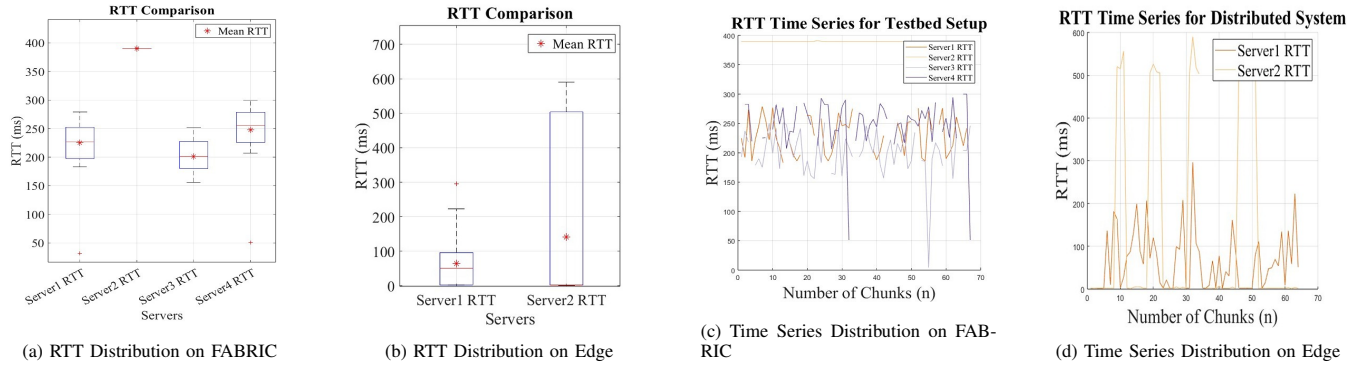 RTT Comparison
Mean RTT
400
350
300
250
200
150
100
50
RTT (ms)
Server1 RTT
Server2 RTT
Server3 RTT
Server4 RTT
Servers
(a) RTT Distribution on FABRIC
RTT Comparison
Mean RTT
700
600
500
400
300
200
100
0
RTT (ms)
Server1 RTT
Server2 RTT
Servers
(b) RTT Distribution on Edge
RTT Time Series for Testbed Setup
Server1 RTT
Server2 RTT
Server3 RTT
Server4 RTT
400
350
300
250
200
150
100
50
0
RTT (ms)
10
20
30
40
50
60
70
Number of Chunks (n)
(c) Time Series Distribution on FAB-
RIC
RTT Time Series for Distributed System
Server1 RTT
Server2 RTT
600
500
400
300
200
100
0
RTT (ms)
0
10
20
30
40
50
60
70
Number of Chunks (n)
(d) Time Series Distribution on Edge